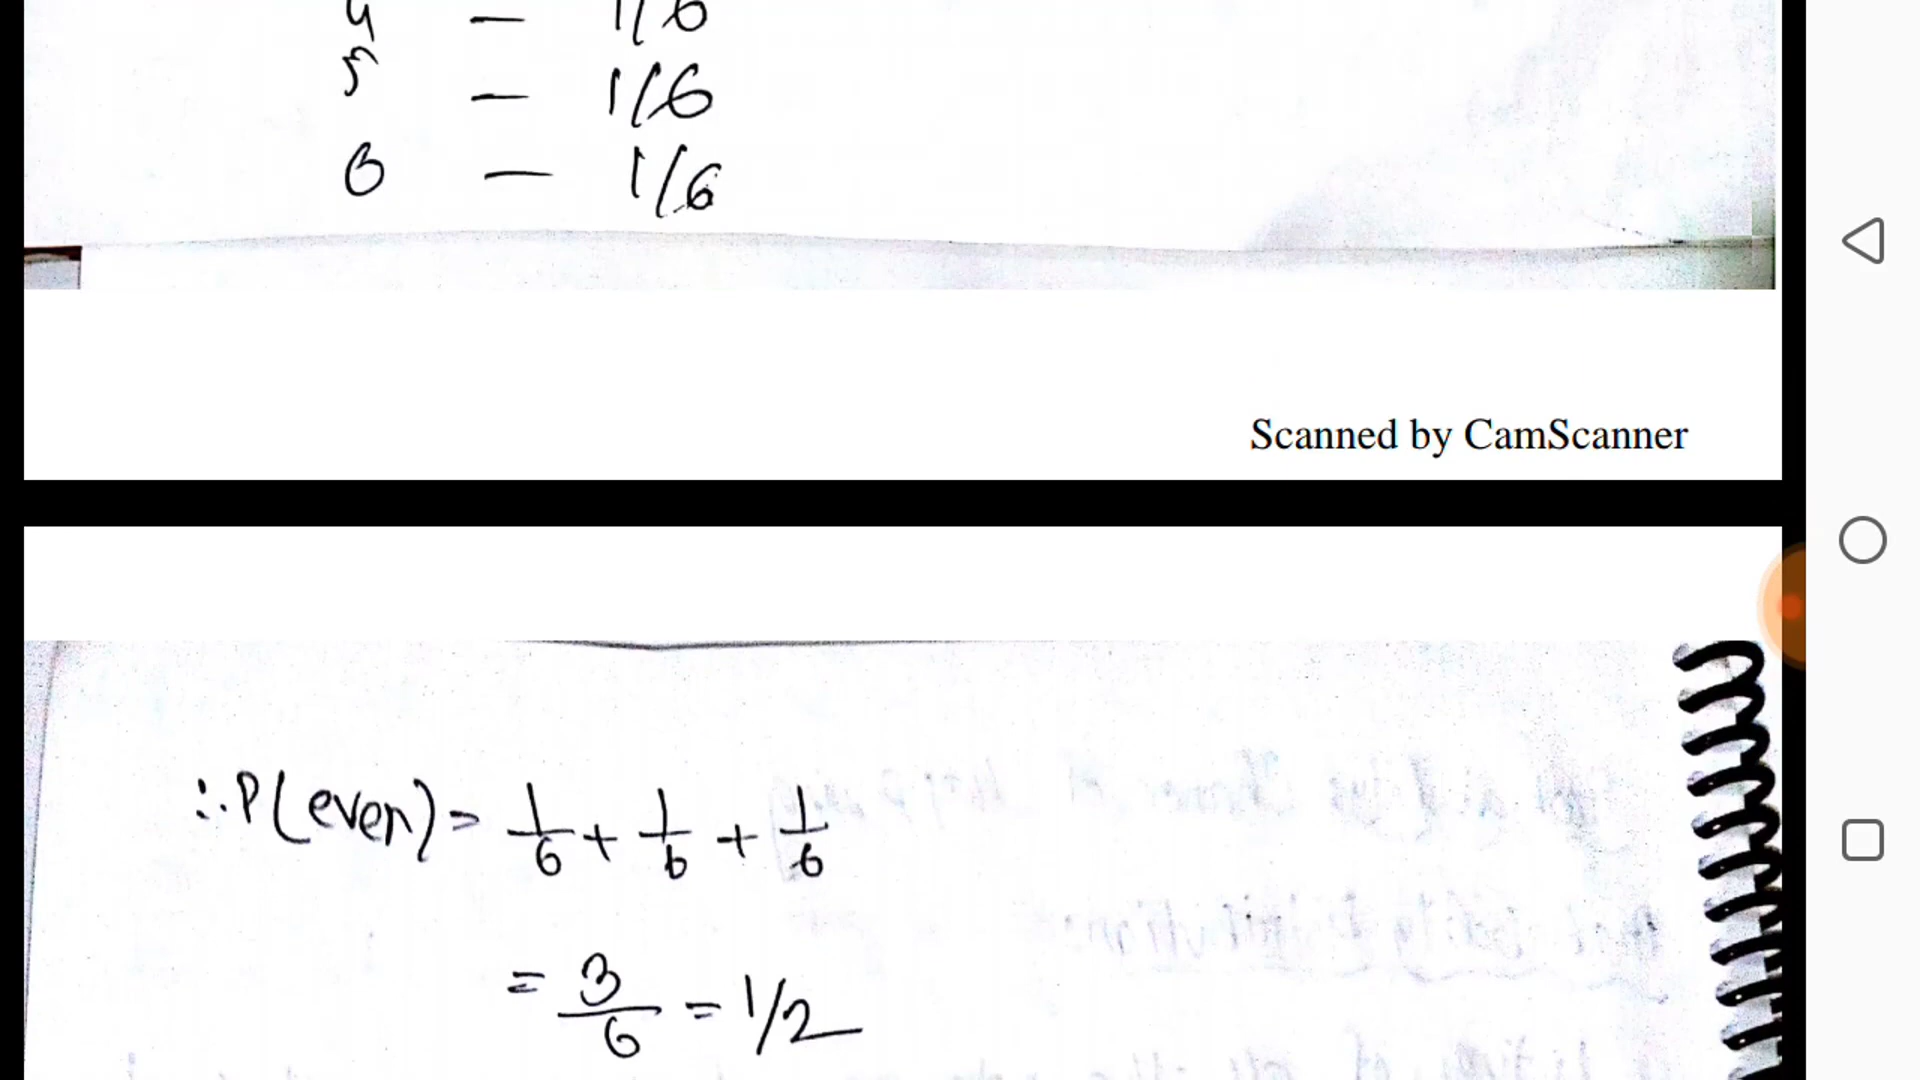 4 — 1/6
5 — 1/6
6 — 1/6
Scanned by CamScanner
∴ P(even) = 1/6 + 1/6 + 1/6
= 3/6 = 1/2